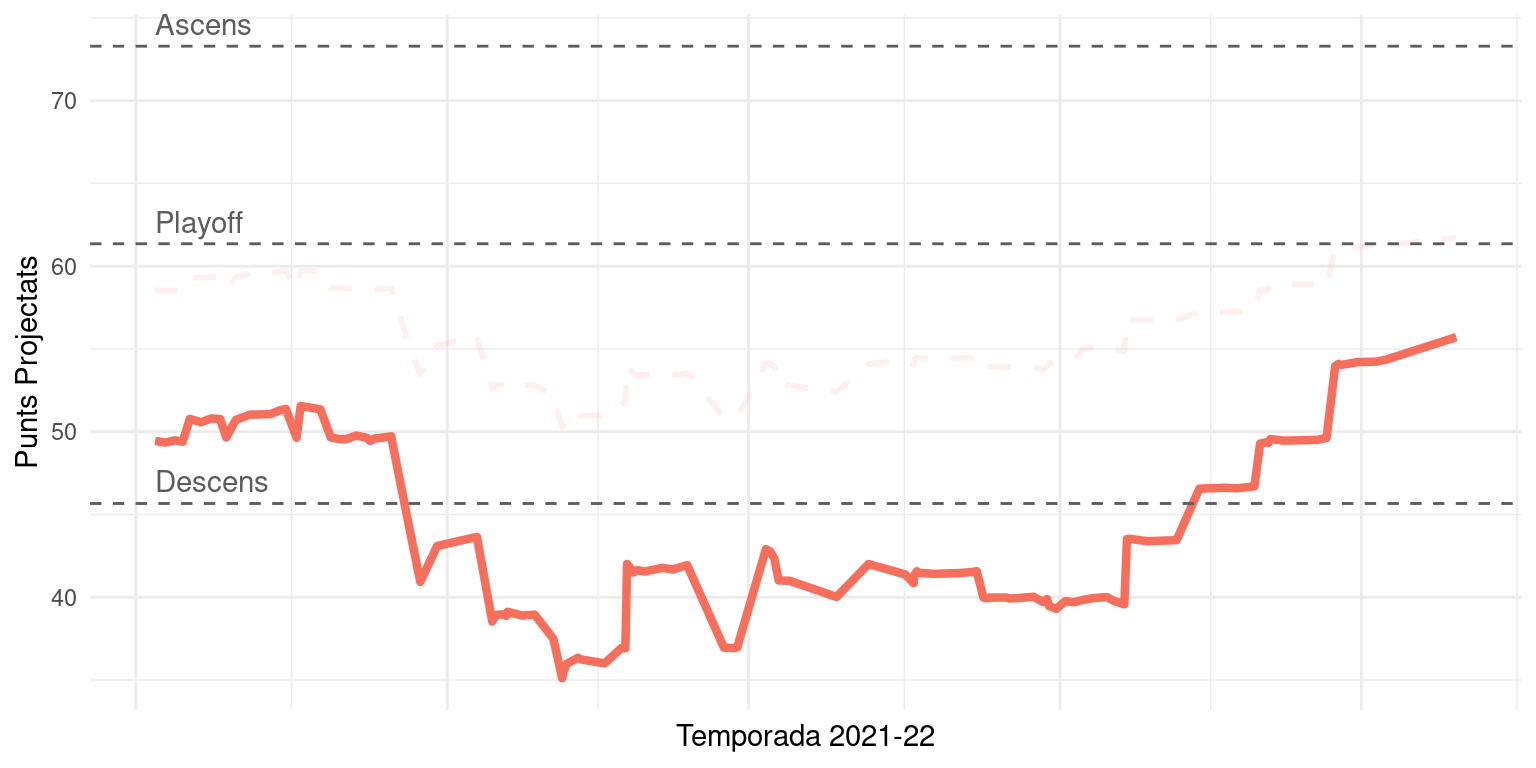 Ascens
70
Playoff
60
50
Descens
40
Punts Projectats
Temporada 2021-22